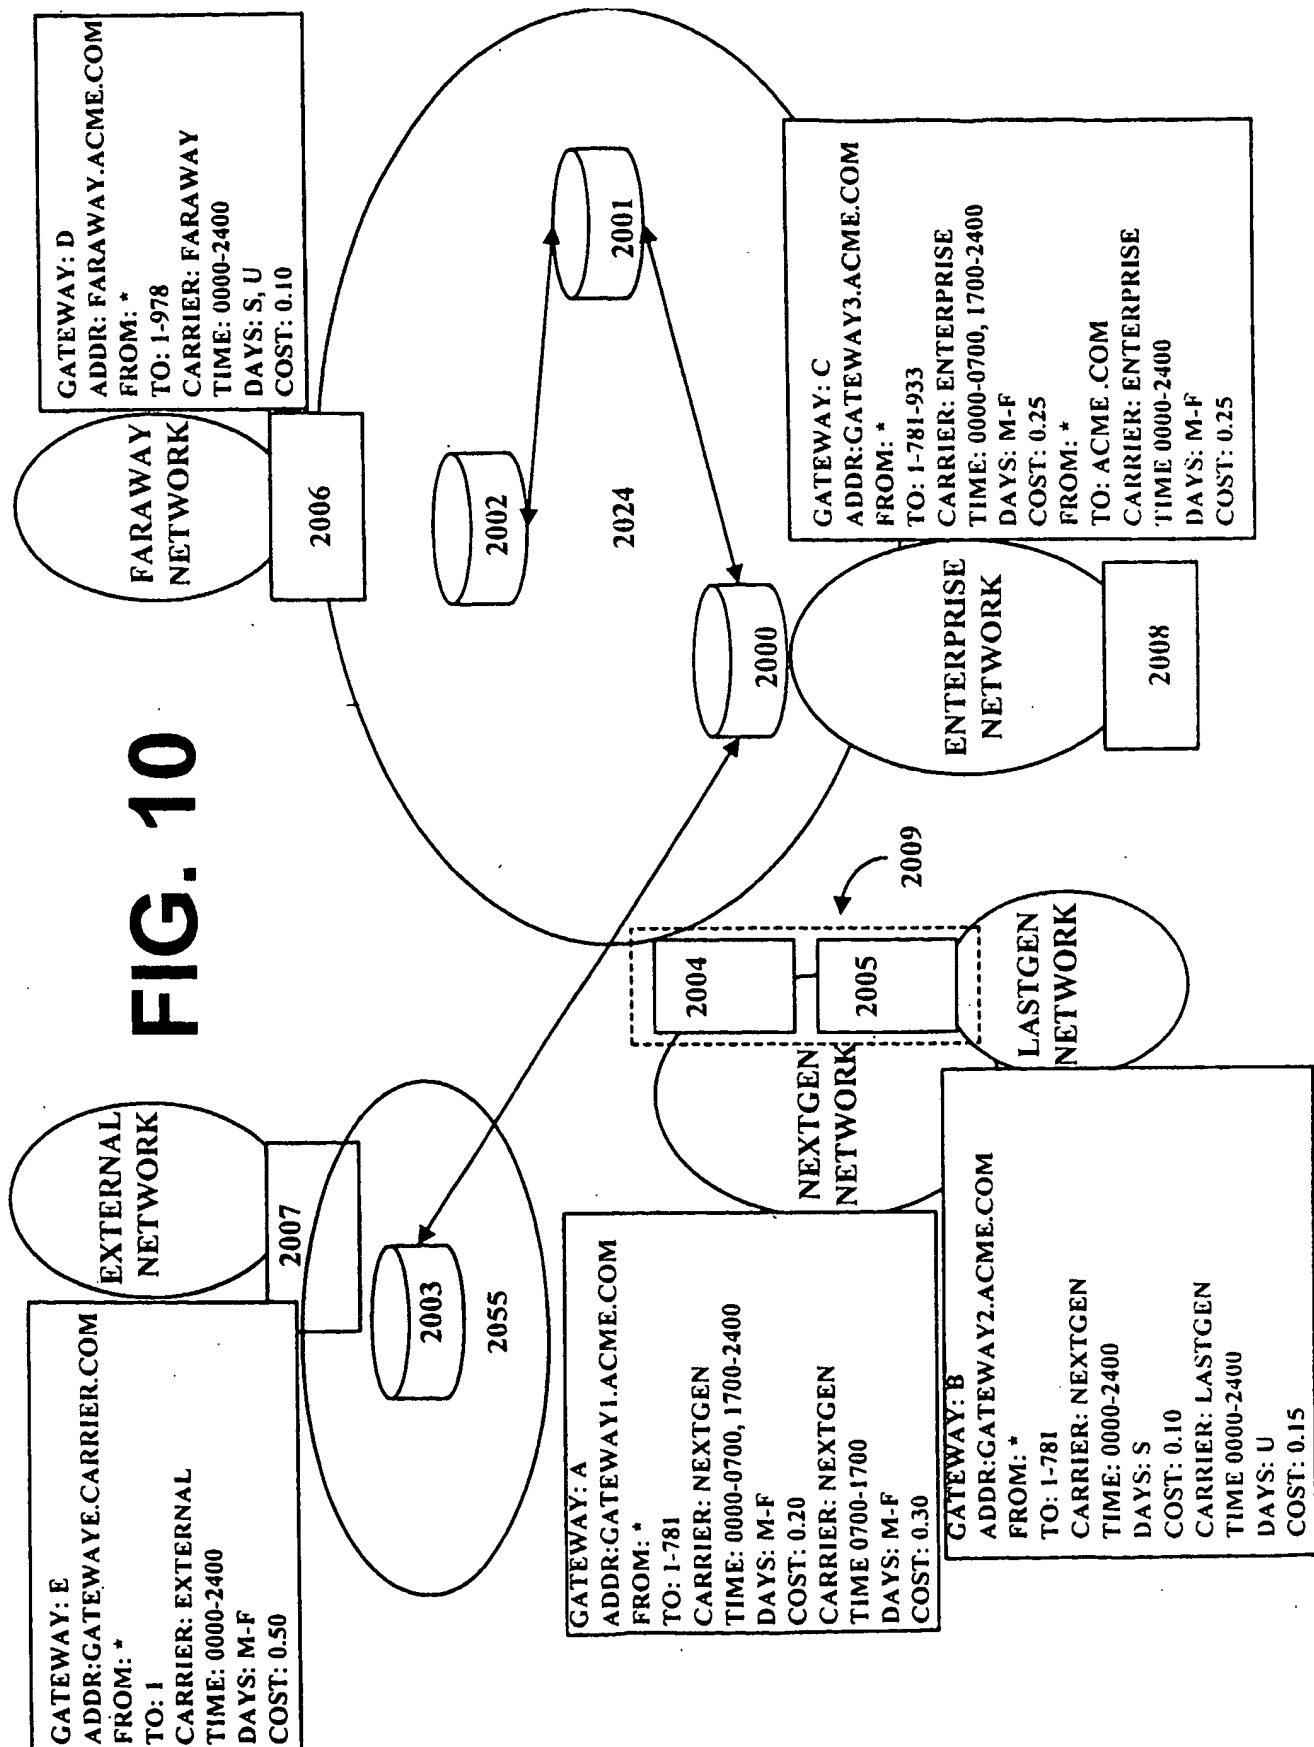 FIG. 10
GATEWAY: E
ADDR:GATEWAYE.CARRIER.COM
FROM: *
TO: 1
CARRIER: EXTERNAL
TIME: 0000-2400
DAYS: M-F
COST: 0.50
EXTERNAL
NETWORK
2007
2003
2055
FARAWAY
NETWORK
2006
GATEWAY: D
ADDR: FARAWAY.ACME.COM
FROM: *
TO: 1-978
CARRIER: FARAWAY
TIME: 0000-2400
DAYS: S, U
COST: 0.10
2002
2001
2024
2000
GATEWAY: A
ADDR:GATEWAY1.ACME.COM
FROM: *
TO: 1-781
CARRIER: NEXTGEN
TIME: 0000-0700, 1700-2400
DAYS: M-F
COST: 0.20
CARRIER: NEXTGEN
TIME 0700-1700
DAYS: M-F
COST: 0.30
NEXTGEN
NETWORK
2004
2005
2009
LASTGEN
NETWORK
GATEWAY: B
ADDR:GATEWAY2.ACME.COM
FROM: *
TO: 1-781
CARRIER: NEXTGEN
TIME: 0000-2400
DAYS: S
COST: 0.10
CARRIER: LASTGEN
TIME 0000-2400
DAYS: U
COST: 0.15
ENTERPRISE
NETWORK
2008
GATEWAY: C
ADDR:GATEWAY3.ACME.COM
FROM: *
TO: 1-781-933
CARRIER: ENTERPRISE
TIME: 0000-0700, 1700-2400
DAYS: M-F
COST: 0.25
FROM: *
TO: ACME.COM
CARRIER: ENTERPRISE
TIME 0000-2400
DAYS: M-F
COST: 0.25